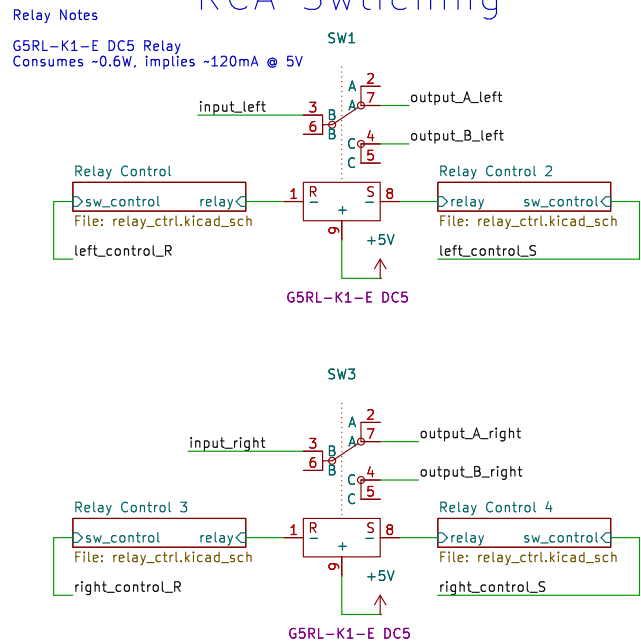 RCA Switching
Relay Notes
G5RL-K1-E DC5 Relay
Consumes ~0.6W, implies ~120mA @ 5V
SW1
A 2
input_left 3 B A 7 output_A_left
6 B
C 4 output_B_left
C 5
Relay Control
Relay Control 2
sw_control relay 1 R S 8 relay sw_control
- + -
File: relay_ctrl.kicad_sch
File: relay_ctrl.kicad_sch
9
+5V
left_control_R
left_control_S
G5RL-K1-E DC5
SW3
A 2
input_right 3 B A 7 output_A_right
6 B
C 4 output_B_right
C 5
Relay Control 3
Relay Control 4
sw_control relay 1 R S 8 relay sw_control
- + -
File: relay_ctrl.kicad_sch
File: relay_ctrl.kicad_sch
9
+5V
right_control_R
right_control_S
G5RL-K1-E DC5